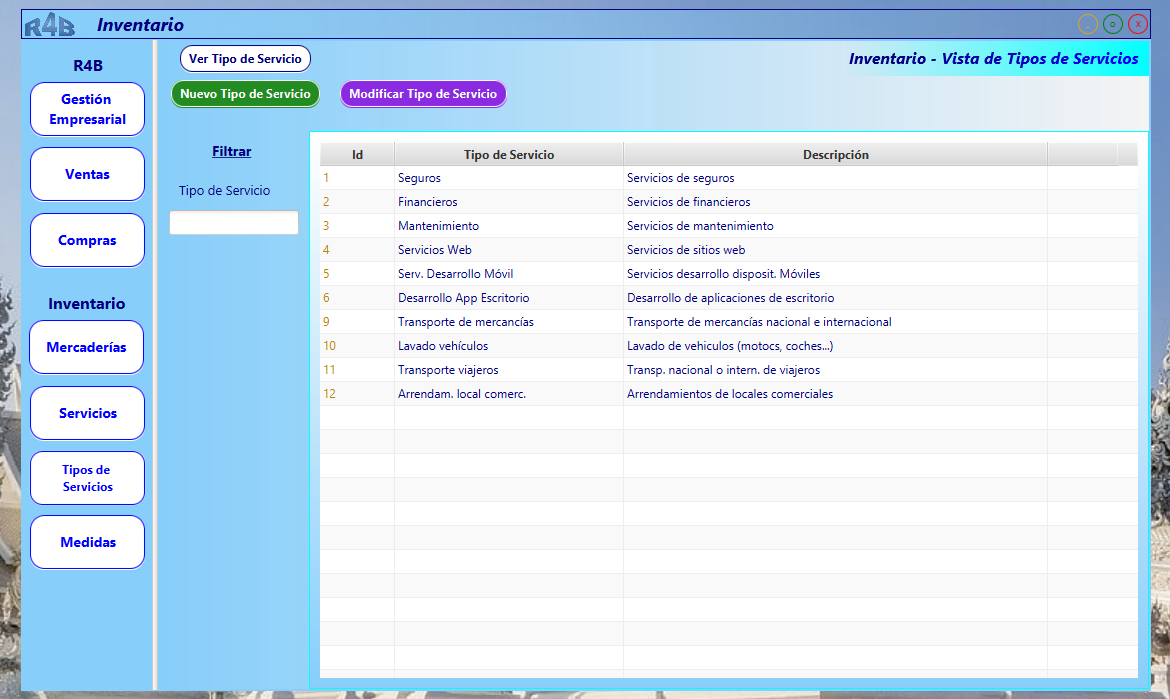 R4B Inventario
R4B
Gestión
Empresarial
Ventas
Compras
Inventario
Mercaderías
Servicios
Tipos de
Servicios
Medidas
Ver Tipo de Servicio
Inventario - Vista de Tipos de Servicios
Nuevo Tipo de Servicio Modificar Tipo de Servicio
Filtrar
Tipo de Servicio
Id Tipo de Servicio Descripción
1 Seguros Servicios de seguros
2 Financieros Servicios de financieros
3 Mantenimiento Servicios de mantenimiento
4 Servicios Web Servicios de sitios web
5 Serv. Desarrollo Móvil Servicios desarrollo disposit. Móviles
6 Desarrollo App Escritorio Desarrollo de aplicaciones de escritorio
9 Transporte de mercancías Transporte de mercancías nacional e internacional
10 Lavado vehículos Lavado de vehiculos (motocs, coches...)
11 Transporte viajeros Transp. nacional o intern. de viajeros
12 Arrendam. local comerc. Arrendamientos de locales comerciales